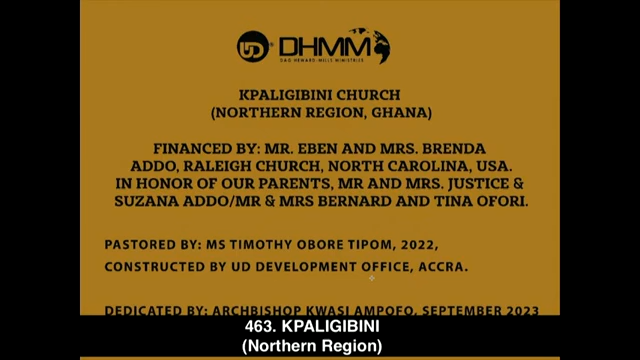 UD
DHMM
DAG HEWARD-MILLS MINISTRIES
KPALIGIBINI CHURCH
(NORTHERN REGION, GHANA)
FINANCED BY: MR. EBEN AND MRS. BRENDA
ADDO, RALEIGH CHURCH, NORTH CAROLINA, USA.
IN HONOR OF OUR PARENTS, MR AND MRS. JUSTICE &
SUZANA ADDO/MR & MRS BERNARD AND TINA OFORI.
PASTORED BY: MS TIMOTHY OBORE TIPOM, 2022,
CONSTRUCTED BY UD DEVELOPMENT OFFICE, ACCRA.
DEDICATED BY: ARCHBISHOP KWASI AMPOFO, SEPTEMBER 2023
463. KPALIGIBINI
(Northern Region)